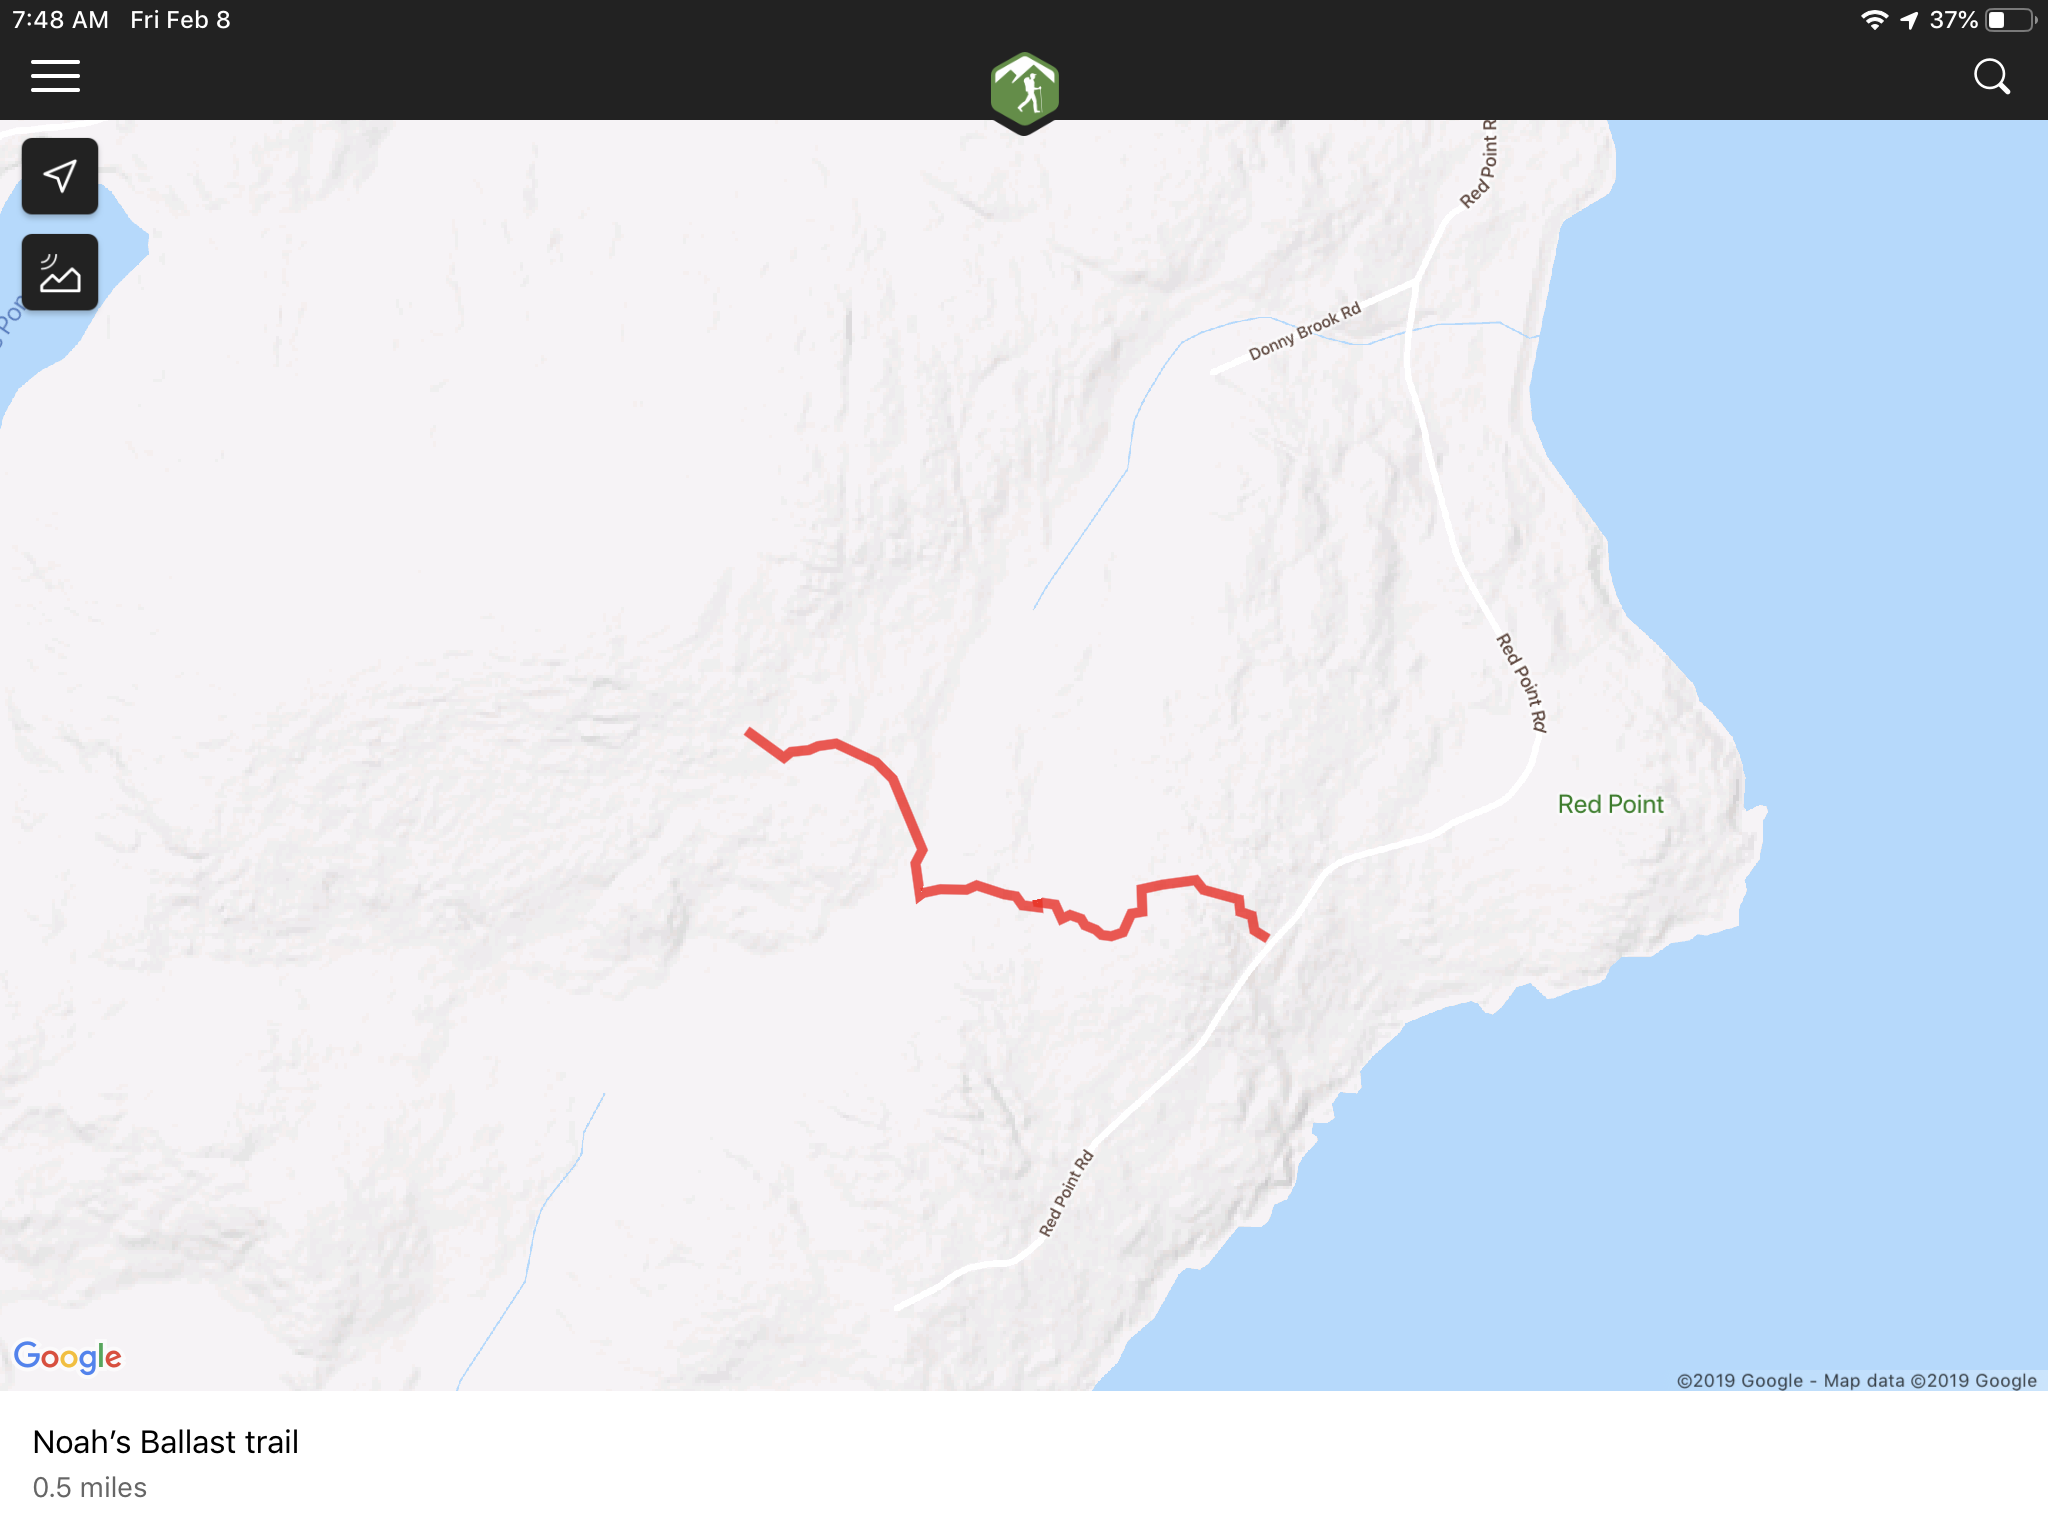 7:48 AM Fri Feb 8
37%
Red Point R
Donny Brook Rd
Red Point Rd
Red Point
Red Point Rd
Google
©2019 Google - Map data ©2019 Google
Noah’s Ballast trail
0.5 miles